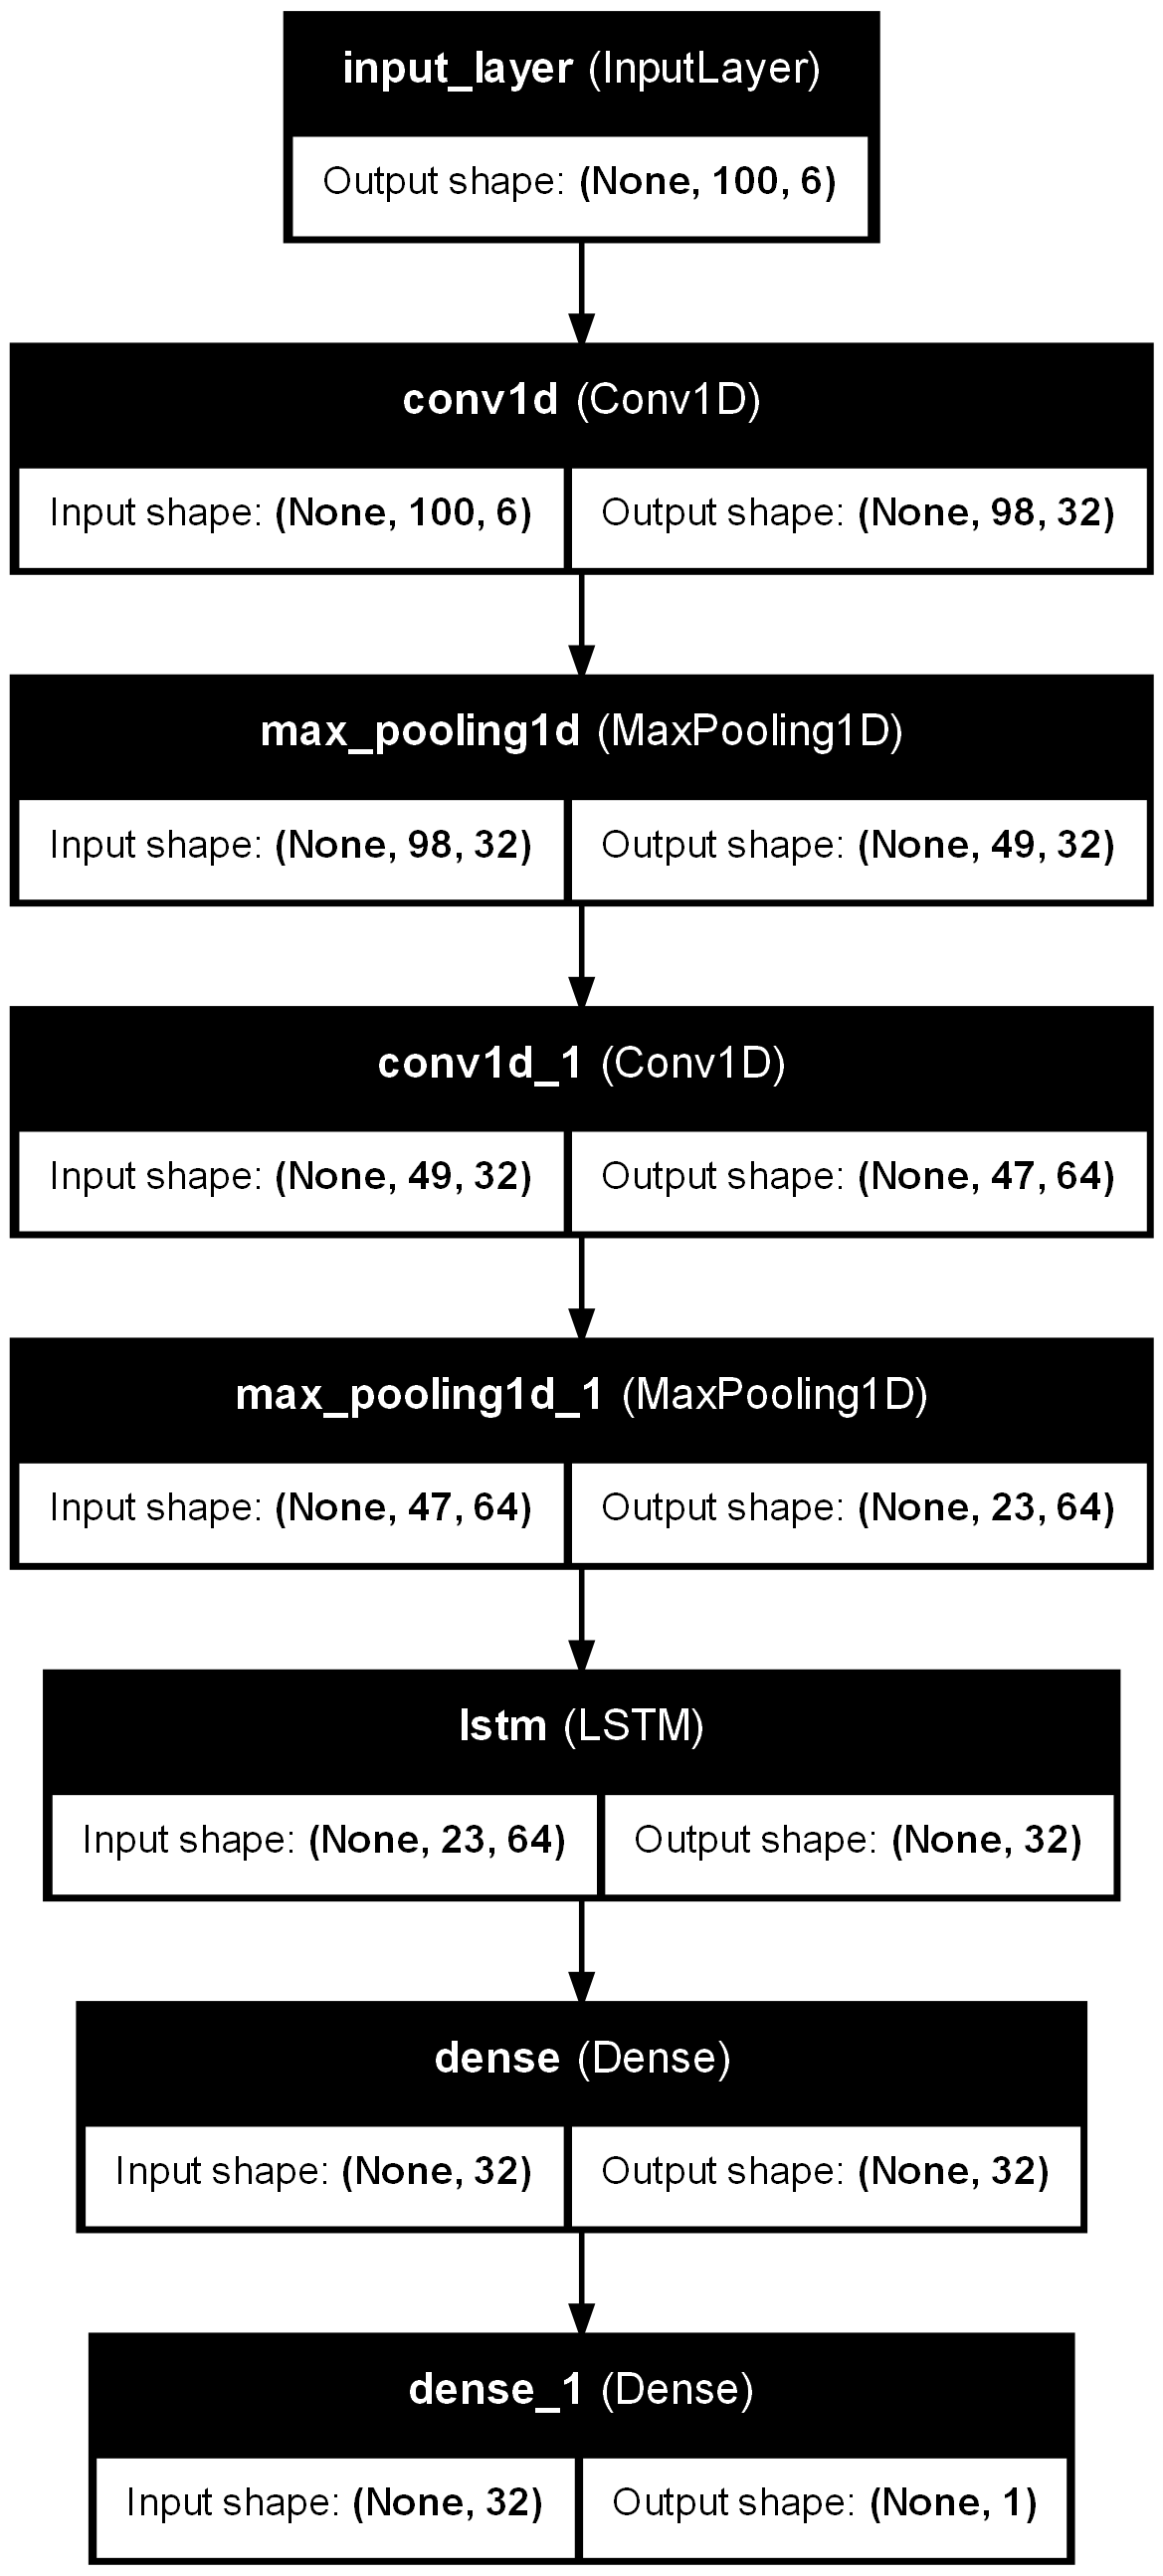 input_layer (InputLayer)
Output shape: (None, 100, 6)
conv1d (Conv1D)
Input shape: (None, 100, 6) Output shape: (None, 98, 32)
max_pooling1d (MaxPooling1D)
Input shape: (None, 98, 32) Output shape: (None, 49, 32)
conv1d_1 (Conv1D)
Input shape: (None, 49, 32) Output shape: (None, 47, 64)
max_pooling1d_1 (MaxPooling1D)
Input shape: (None, 47, 64) Output shape: (None, 23, 64)
lstm (LSTM)
Input shape: (None, 23, 64) Output shape: (None, 32)
dense (Dense)
Input shape: (None, 32) Output shape: (None, 32)
dense_1 (Dense)
Input shape: (None, 32) Output shape: (None, 1)